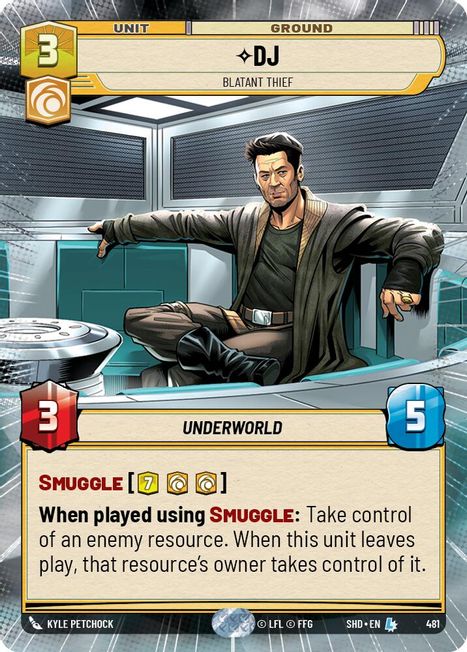 UNIT
GROUND
3
✧DJ
BLATANT THIEF
3
UNDERWORLD
5
SMUGGLE [7]
When played using SMUGGLE: Take control
of an enemy resource. When this unit leaves
play, that resource's owner takes control of it.
KYLE PETCHOCK
© LFL © FFG
SHD • EN
L
481